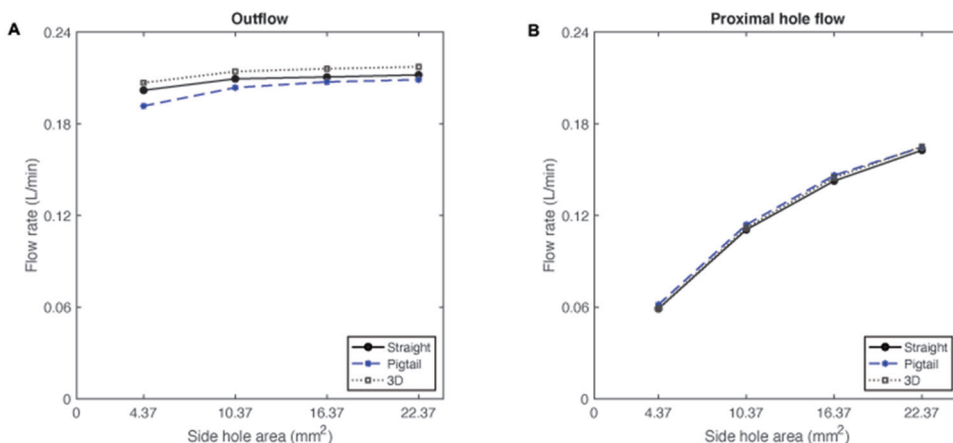 A
Outflow
0.24
0.18
0.12
0.06
0
Flow rate (L/min)
0
4.37
10.37
16.37
22.37
Side hole area (mm²)
Straight
Pigtail
3D
B
Proximal hole flow
0.24
0.18
0.12
0.06
0
Flow rate (L/min)
0
4.37
10.37
16.37
22.37
Side hole area (mm²)
Straight
Pigtail
3D